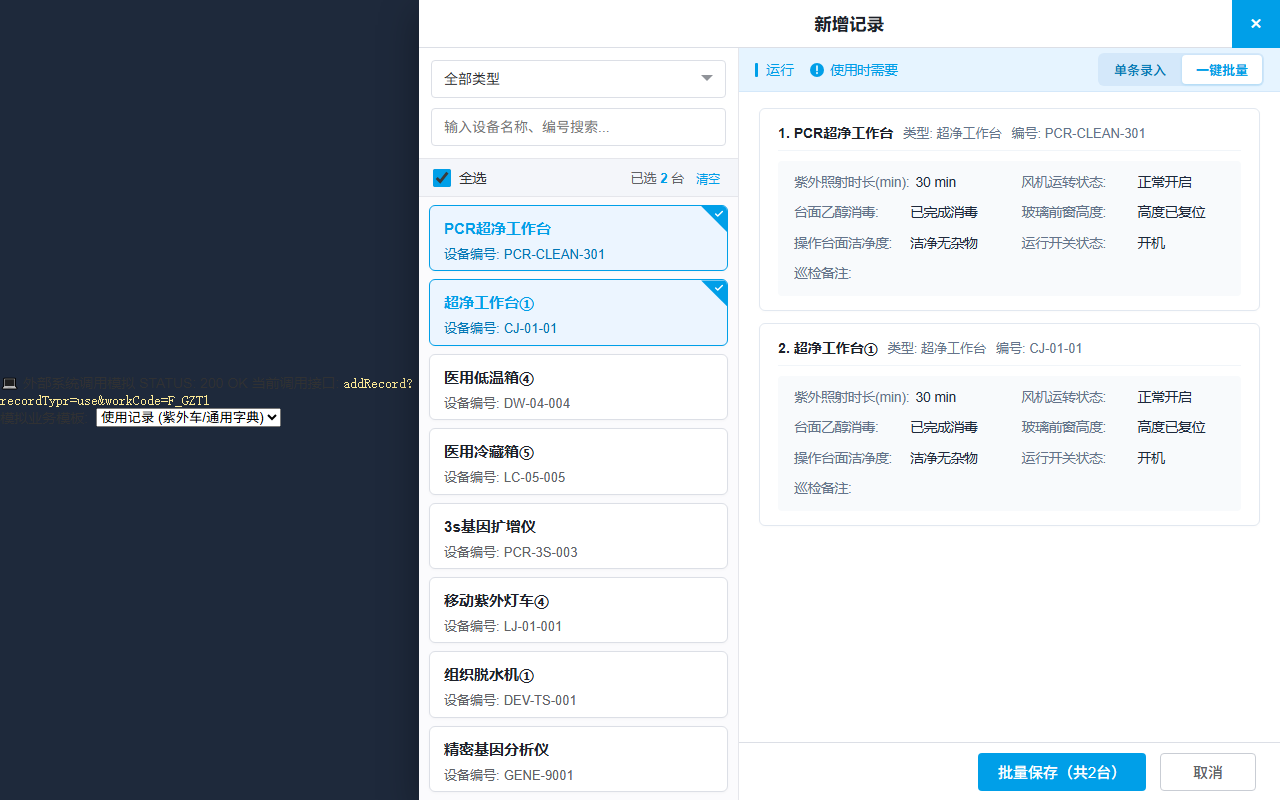 新增记录
×
全部类型
输入设备名称、编号搜索...
全选
已选 2 台 清空
PCR超净工作台
设备编号: PCR-CLEAN-301
超净工作台①
设备编号: CJ-01-01
医用低温箱④
设备编号: DW-04-004
医用冷藏箱⑤
设备编号: LC-05-005
3s基因扩增仪
设备编号: PCR-3S-003
移动紫外灯车④
设备编号: LJ-01-001
组织脱水机①
设备编号: DEV-TS-001
精密基因分析仪
设备编号: GENE-9001
运行 使用时需要
单条录入 一键批量
1. PCR超净工作台 类型: 超净工作台 编号: PCR-CLEAN-301
紫外照射时长(min): 30 min 风机运转状态: 正常开启
台面乙醇消毒: 已完成消毒 玻璃前窗高度: 高度已复位
操作台面洁净度: 洁净无杂物 运行开关状态: 开机
巡检备注:
2. 超净工作台① 类型: 超净工作台 编号: CJ-01-01
紫外照射时长(min): 30 min 风机运转状态: 正常开启
台面乙醇消毒: 已完成消毒 玻璃前窗高度: 高度已复位
操作台面洁净度: 洁净无杂物 运行开关状态: 开机
巡检备注:
批量保存（共2台） 取消
外部系统调用模拟 STATUS: 200 OK 当前调用接口: addRecord?
recordTypr=use&workCode=F_GZT1
使用记录 (紫外车/通用字典)